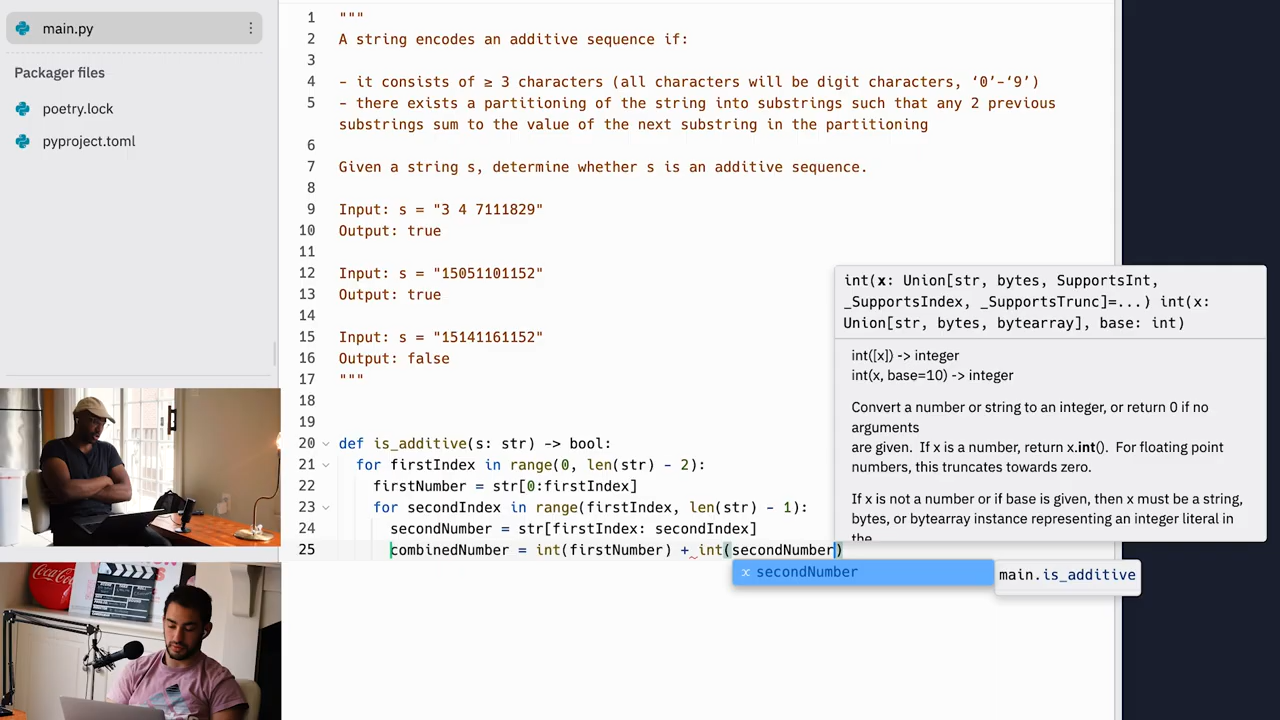 main.py
Packager files
poetry.lock
pyproject.toml
1 """
2 A string encodes an additive sequence if:
3
4 - it consists of ≥ 3 characters (all characters will be digit characters, ‘0’-‘9’)
5 - there exists a partitioning of the string into substrings such that any 2 previous
substrings sum to the value of the next substring in the partitioning
6
7 Given a string s, determine whether s is an additive sequence.
8
9 Input: s = "3 4 7111829"
10 Output: true
11
12 Input: s = "15051101152"
13 Output: true
14
15 Input: s = "15141161152"
16 Output: false
17 """
18
19
20 def is_additive(s: str) -> bool:
21 for firstIndex in range(0, len(str) - 2):
22 firstNumber = str[0:firstIndex]
23 for secondIndex in range(firstIndex, len(str) - 1):
24 secondNumber = str[firstIndex: secondIndex]
25 combinedNumber = int(firstNumber) + int(secondNumber)
x secondNumber
main.is_additive
int(x: Union[str, bytes, SupportsInt,
_SupportsIndex, _SupportsTrunc]=...) int(x:
Union[str, bytes, bytearray], base: int)
int([x]) -> integer
int(x, base=10) -> integer
Convert a number or string to an integer, or return 0 if no
arguments
are given. If x is a number, return x.int(). For floating point
numbers, this truncates towards zero.
If x is not a number or if base is given, then x must be a string,
bytes, or bytearray instance representing an integer literal in
the
Coca-Cola